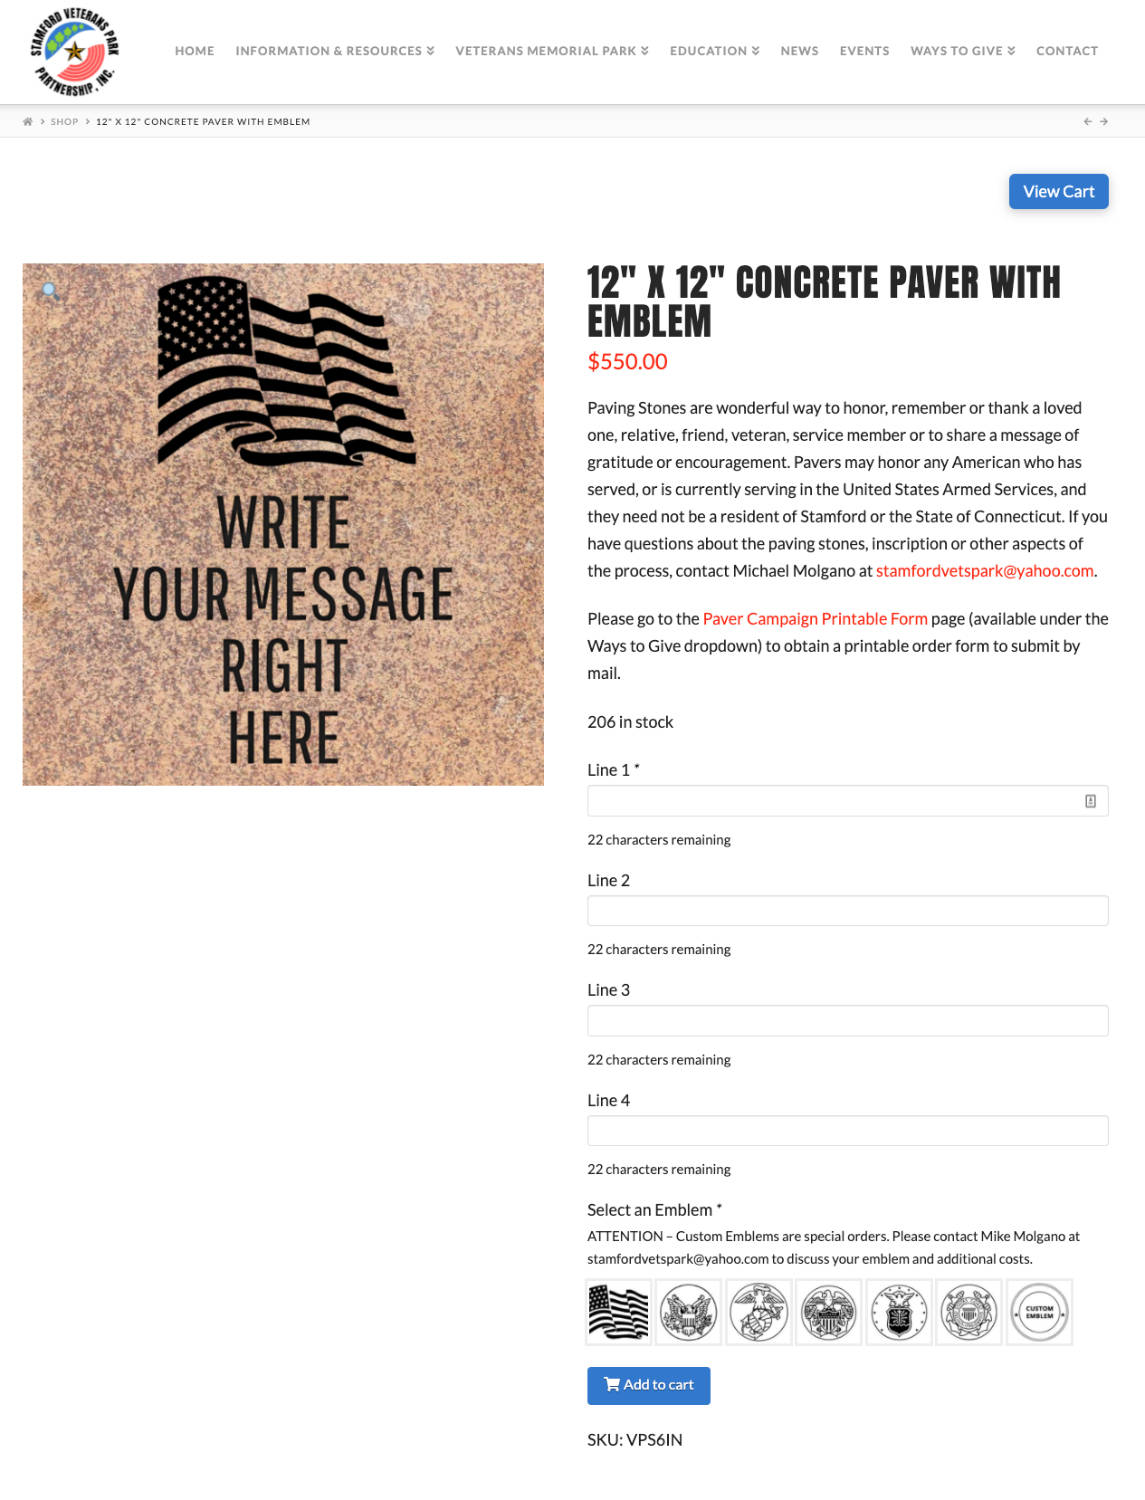 STAMFORD VETERANS PARK
PARTNERSHIP, INC.
HOME INFORMATION & RESOURCES VETERANS MEMORIAL PARK EDUCATION NEWS EVENTS WAYS TO GIVE CONTACT
SHOP 12" X 12" CONCRETE PAVER WITH EMBLEM
View Cart
WRITE
YOUR MESSAGE
RIGHT
HERE
12" X 12" CONCRETE PAVER WITH
EMBLEM
$550.00
Paving Stones are wonderful way to honor, remember or thank a loved
one, relative, friend, veteran, service member or to share a message of
gratitude or encouragement. Pavers may honor any American who has
served, or is currently serving in the United States Armed Services, and
they need not be a resident of Stamford or the State of Connecticut. If you
have questions about the paving stones, inscription or other aspects of
the process, contact Michael Molgano at stamfordvetspark@yahoo.com.
Please go to the Paver Campaign Printable Form page (available under the
Ways to Give dropdown) to obtain a printable order form to submit by
mail.
206 in stock
Line 1 *
22 characters remaining
Line 2
22 characters remaining
Line 3
22 characters remaining
Line 4
22 characters remaining
Select an Emblem *
ATTENTION – Custom Emblems are special orders. Please contact Mike Molgano at
stamfordvetspark@yahoo.com to discuss your emblem and additional costs.
CUSTOM
EMBLEM
Add to cart
SKU: VPS6IN